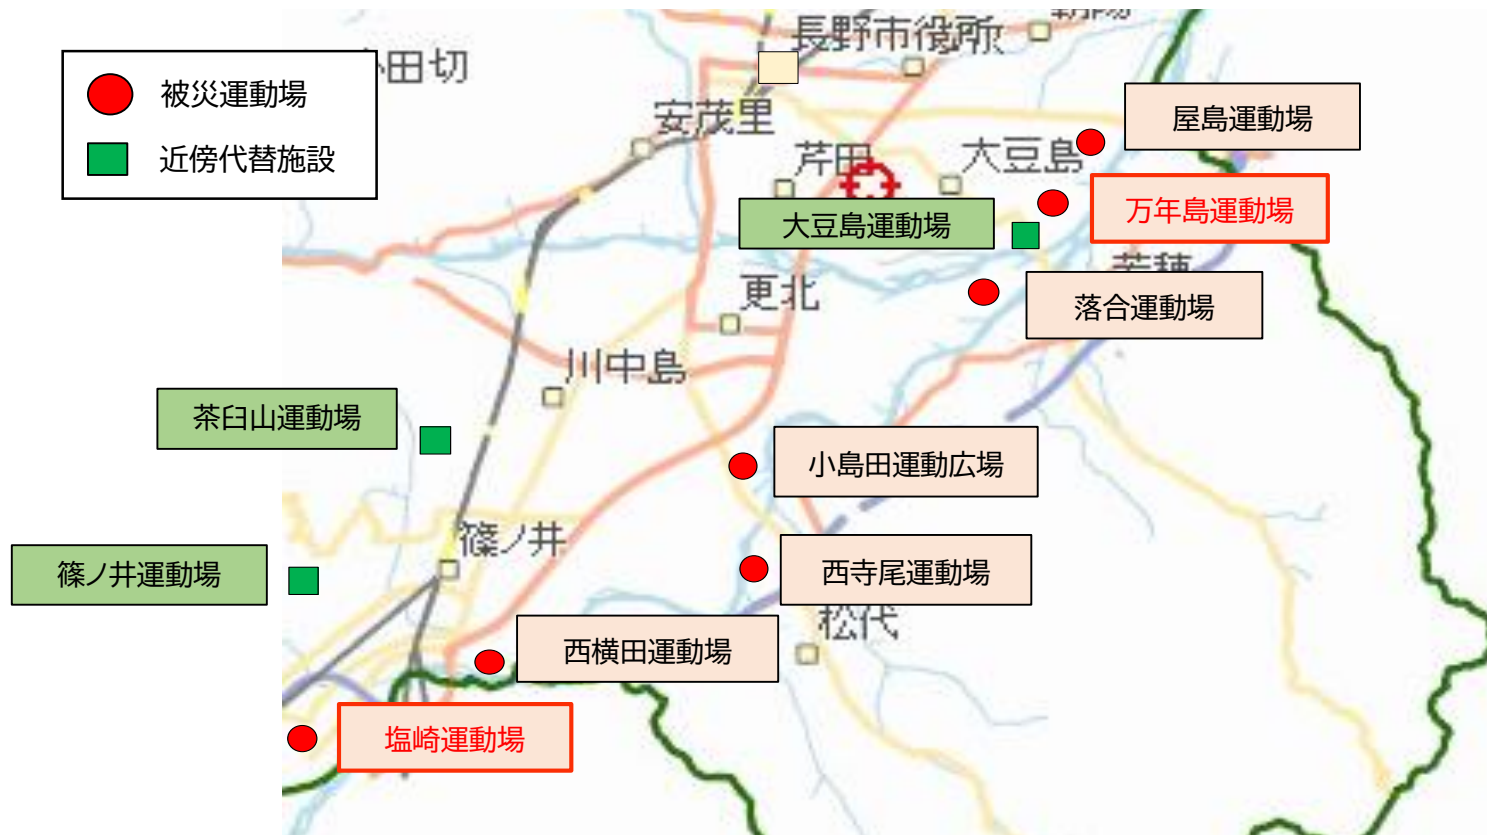 長野市役所
小田切
被災運動場
近傍代替施設
安茂里
屋島運動場
芹田
大豆島
万年島運動場
大豆島運動場
若穂
更北
落合運動場
川中島
茶臼山運動場
小島田運動広場
篠ノ井
篠ノ井運動場
西寺尾運動場
松代
西横田運動場
塩崎運動場